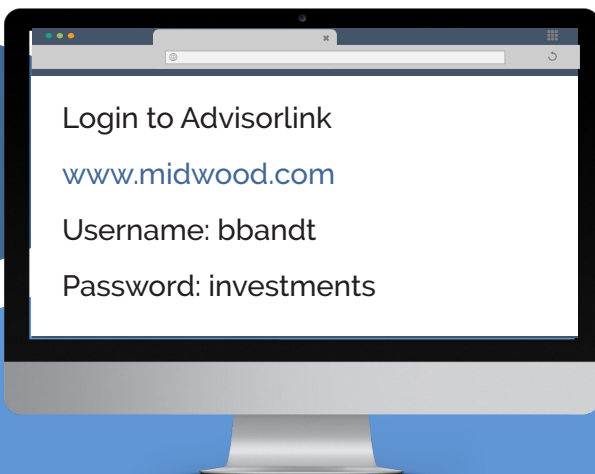 Login to Advisorlink
www.midwood.com
Username: bbandt
Password: investments